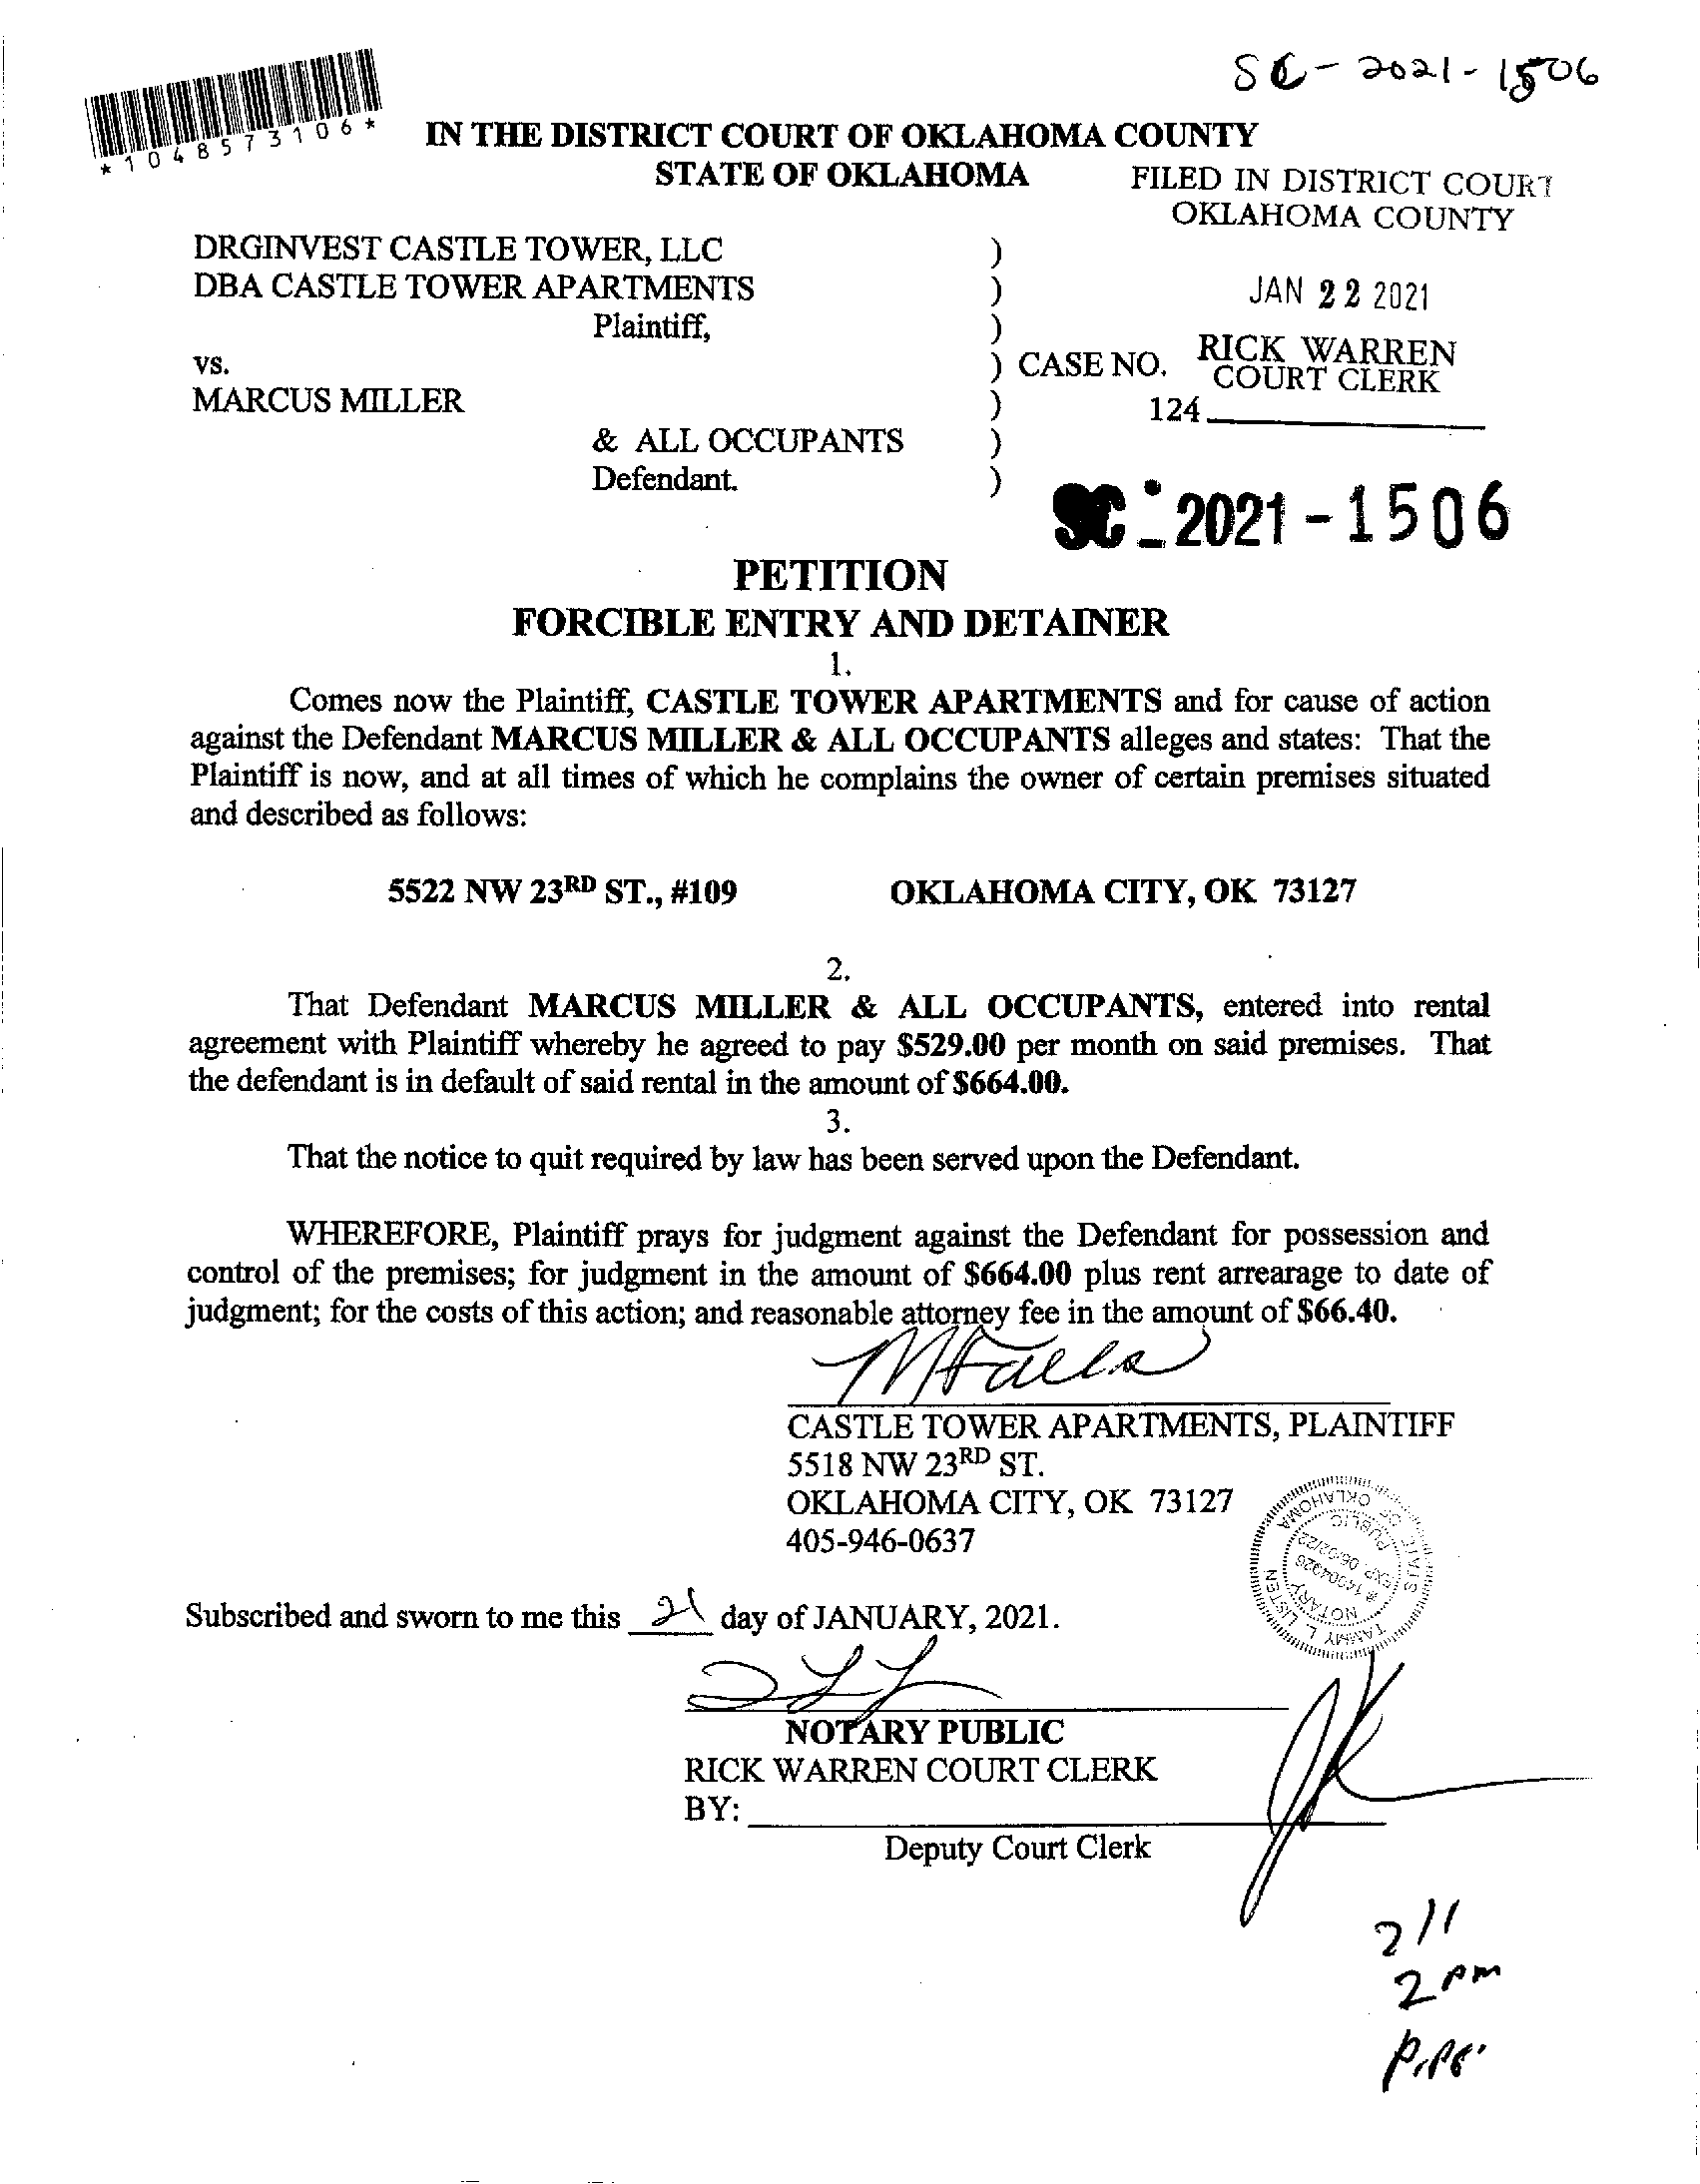 SC-2021-1506
*1048573106*
IN THE DISTRICT COURT OF OKLAHOMA COUNTY
STATE OF OKLAHOMA
FILED IN DISTRICT COURT
OKLAHOMA COUNTY
DRGINVEST CASTLE TOWER, LLC )
DBA CASTLE TOWER APARTMENTS )
JAN 22 2021
Plaintiff, )
vs. ) CASE NO.
RICK WARREN
COURT CLERK
MARCUS MILLER )
124
& ALL OCCUPANTS )
Defendant. )
SC-2021-1506
PETITION
FORCIBLE ENTRY AND DETAINER
1.
Comes now the Plaintiff, CASTLE TOWER APARTMENTS and for cause of action
against the Defendant MARCUS MILLER & ALL OCCUPANTS alleges and states: That the
Plaintiff is now, and at all times of which he complains the owner of certain premises situated
and described as follows:
5522 NW 23RD ST., #109 OKLAHOMA CITY, OK 73127
2.
That Defendant MARCUS MILLER & ALL OCCUPANTS, entered into rental
agreement with Plaintiff whereby he agreed to pay $529.00 per month on said premises. That
the defendant is in default of said rental in the amount of $664.00.
3.
That the notice to quit required by law has been served upon the Defendant.
WHEREFORE, Plaintiff prays for judgment against the Defendant for possession and
control of the premises; for judgment in the amount of $664.00 plus rent arrearage to date of
judgment; for the costs of this action; and reasonable attorney fee in the amount of $66.40.
CASTLE TOWER APARTMENTS, PLAINTIFF
5518 NW 23RD ST.
OKLAHOMA CITY, OK 73127
405-946-0637
TAMMY L. LISTEN
STATE OF OKLAHOMA
NOTARY PUBLIC
# 14004926
EXP. 06/02/22
Subscribed and sworn to me this 21 day of JANUARY, 2021.
NOTARY PUBLIC
RICK WARREN COURT CLERK
BY:
Deputy Court Clerk
2/1
2 PM